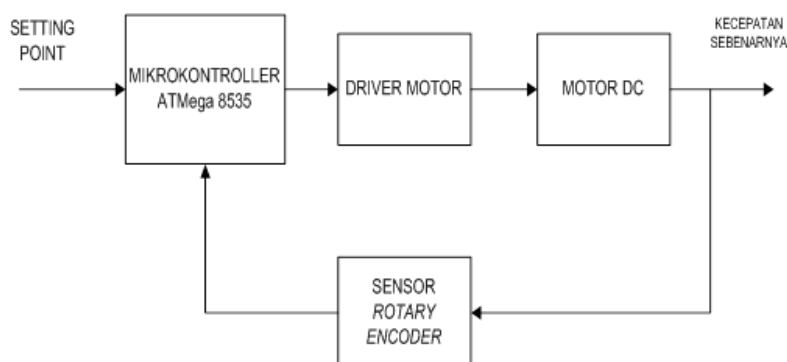 SETTING
POINT
MIKROKONTROLLER
ATMega 8535
DRIVER MOTOR
MOTOR DC
KECEPATAN
SEBENARNYA
SENSOR
ROTARY
ENCODER